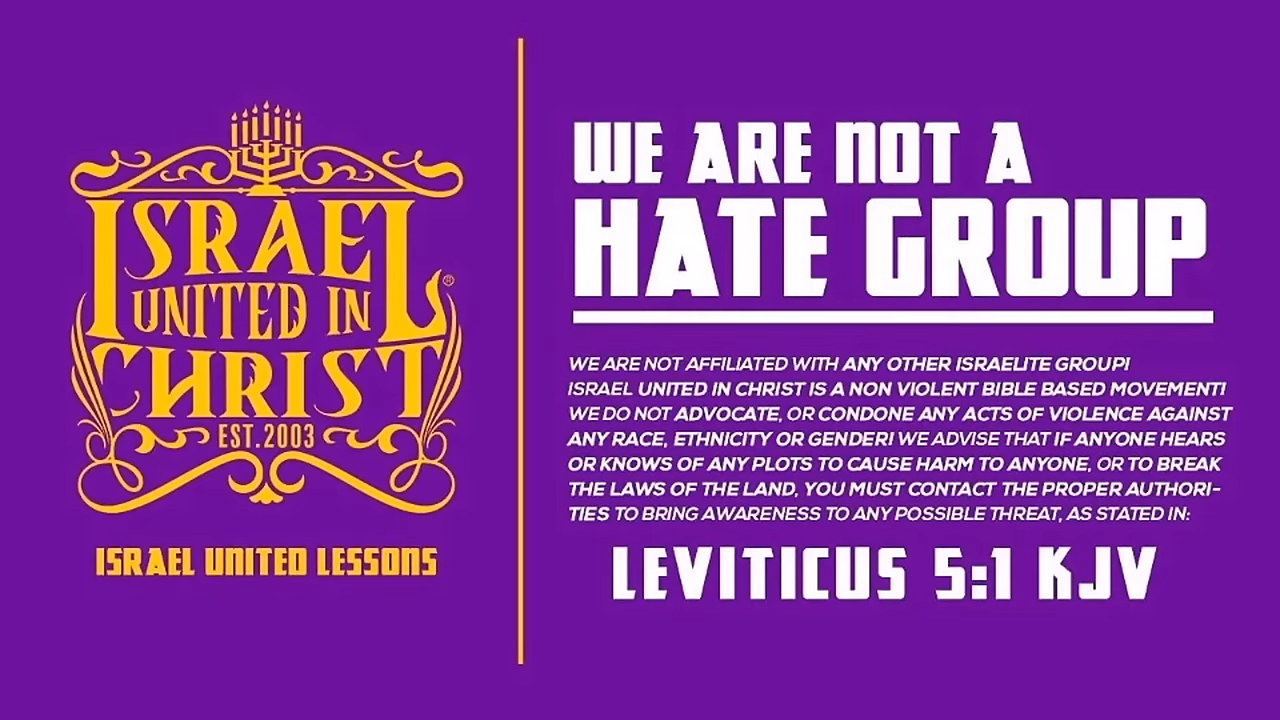 ISRAEL
UNITED IN
CHRIST
®
EST.2003
ISRAEL UNITED LESSONS
WE ARE NOT A
HATE GROUP
WE ARE NOT AFFILIATED WITH ANY OTHER ISRAELITE GROUP!
ISRAEL UNITED IN CHRIST IS A NON VIOLENT BIBLE BASED MOVEMENT!
WE DO NOT ADVOCATE, OR CONDONE ANY ACTS OF VIOLENCE AGAINST
ANY RACE, ETHNICITY OR GENDER! WE ADVISE THAT IF ANYONE HEARS
OR KNOWS OF ANY PLOTS TO CAUSE HARM TO ANYONE, OR TO BREAK
THE LAWS OF THE LAND, YOU MUST CONTACT THE PROPER AUTHORI-
TIES TO BRING AWARENESS TO ANY POSSIBLE THREAT, AS STATED IN:
LEVITICUS 5:1 KJV